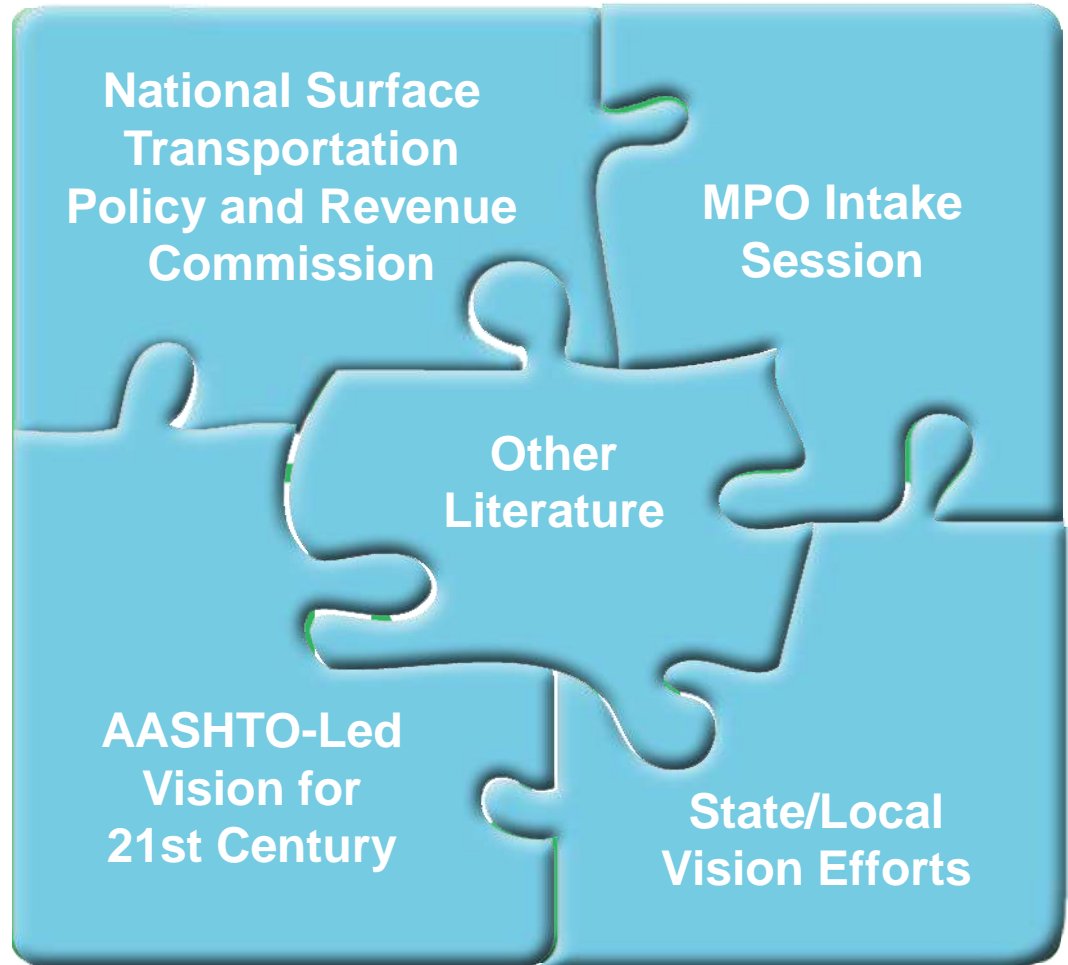 National Surface
Transportation
Policy and Revenue
Commission
MPO Intake
Session
Other
Literature
AASHTO-Led
Vision for
21st Century
State/Local
Vision Efforts